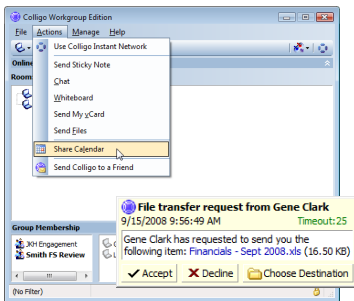 Colligo Workgroup Edition
File Actions Manage Help
Use Colligo Instant Network
Online
Send Sticky Note
Room
Chat
Whiteboard
Send My vCard
Send Files
Share Calendar
Send Colligo to a Friend
File transfer request from Gene Clark
9/15/2008 9:56:49 AM Timeout:25
Group Membership
Gene Clark has requested to send you the
JKH Engagement
following item: Financials - Sept 2008.xls (16.50 KB)
Smith FS Review
Accept Decline Choose Destination
(No Filter)